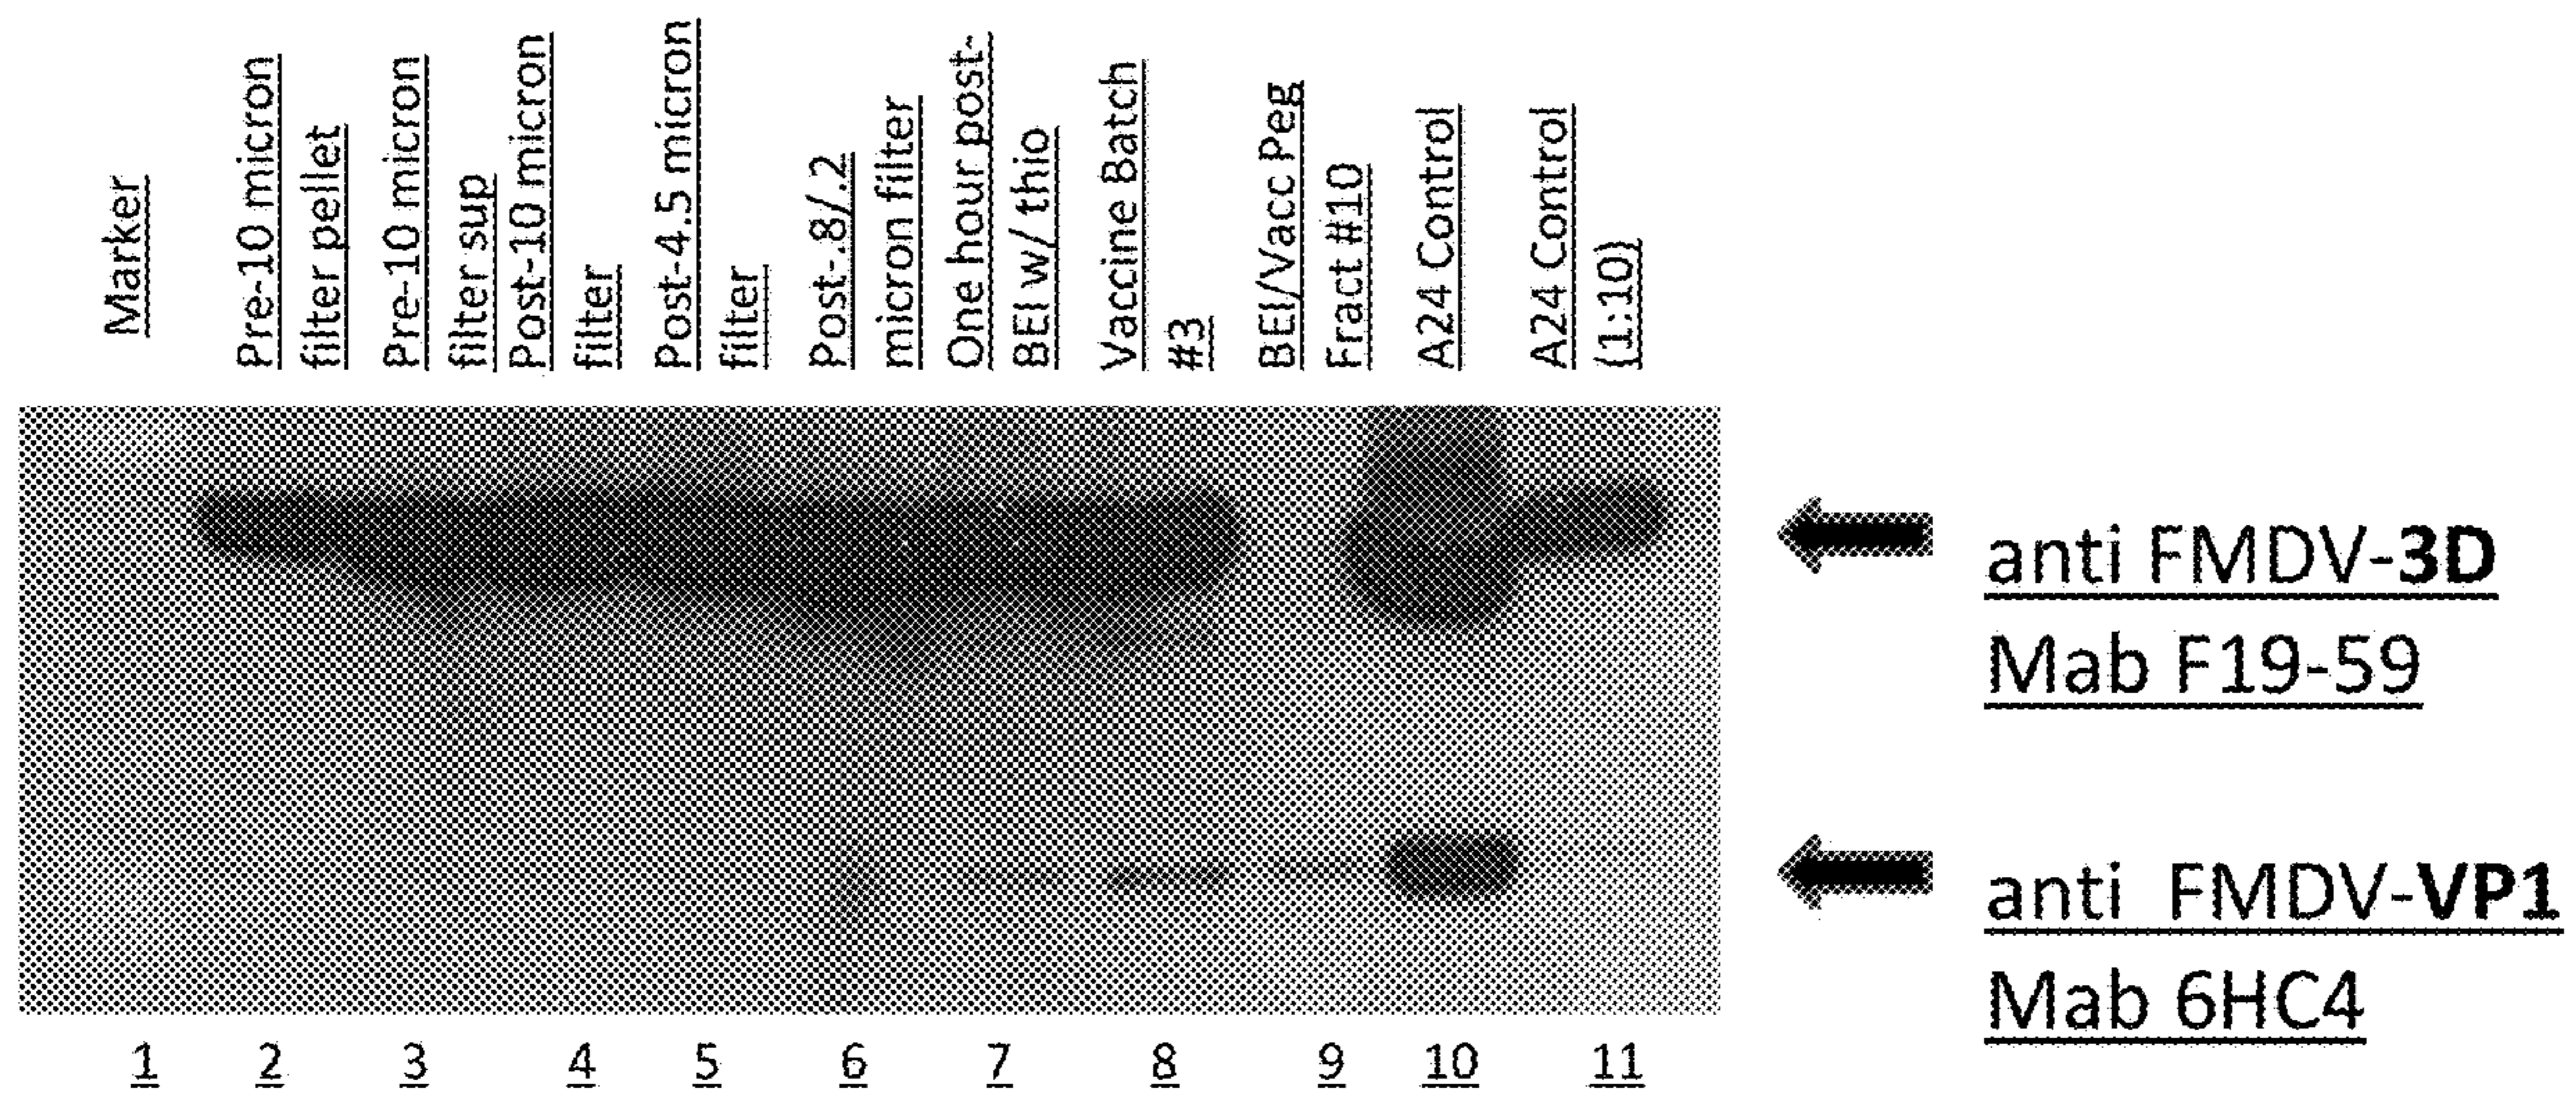 Marker
Pre-10 micron
filter pellet
Pre-10 micron
filter sup
Post-10 micron
filter
Post-4.5 micron
filter
Post-.8/.2
micron filter
One hour post-
BEI w/ thio
Vaccine Batch
#3
BEI/Vacc Peg
Fract #10
A24 Control
A24 Control
(1:10)
anti FMDV-3D
Mab F19-59
anti FMDV-VP1
Mab 6HC4
1 2 3 4 5 6 7 8 9 10 11